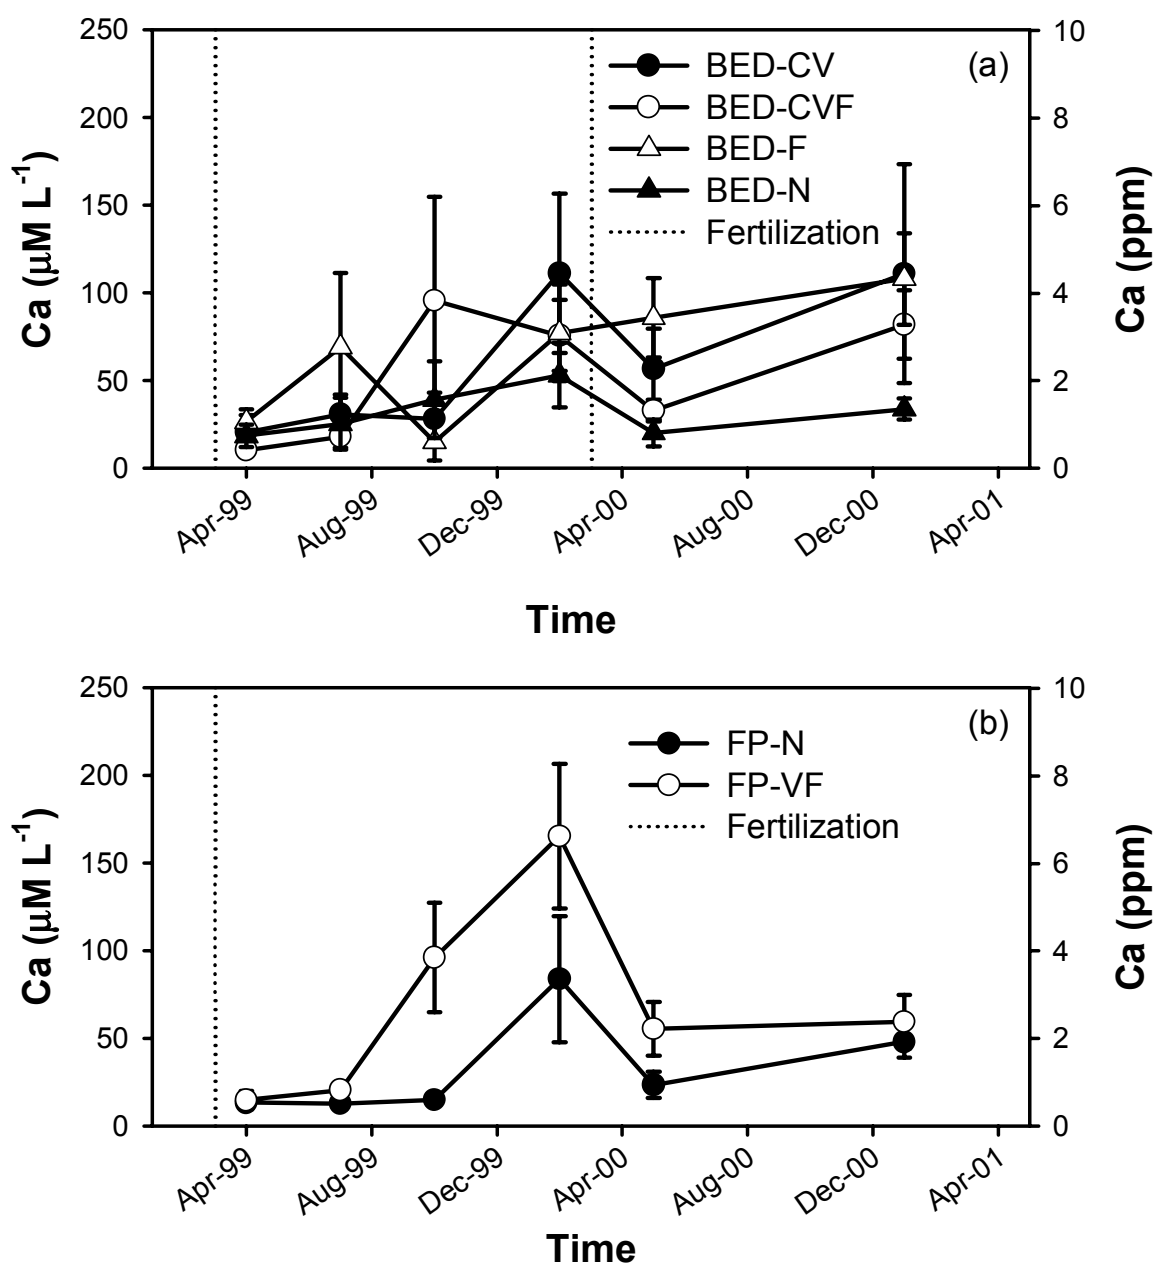 250
200
150
100
50
0
Ca (μM L-1)
10
8
6
4
2
0
Ca (ppm)
(a)
BED-CV
BED-CVF
BED-F
BED-N
Fertilization
Apr-99
Aug-99
Dec-99
Apr-00
Aug-00
Dec-00
Apr-01
Time
250
200
150
100
50
0
Ca (μM L-1)
10
8
6
4
2
0
Ca (ppm)
(b)
FP-N
FP-VF
Fertilization
Apr-99
Aug-99
Dec-99
Apr-00
Aug-00
Dec-00
Apr-01
Time